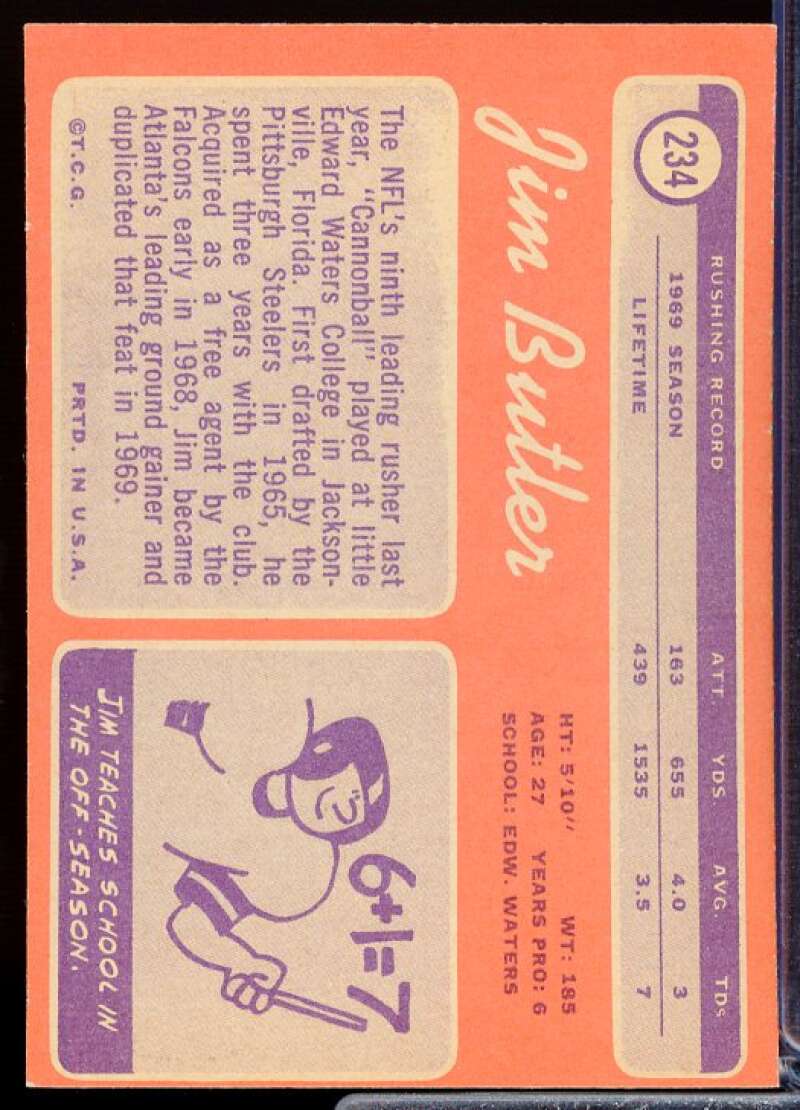 234
RUSHING RECORD ATT. YDS. AVG. TDS
1969 SEASON 163 655 4.0 3
LIFETIME 439 1535 3.5 7
Jim Butler
HT: 5'10" WT: 185
AGE: 27 YEARS PRO: 6
SCHOOL: EDW. WATERS
The NFL's ninth leading rusher last
year, "Cannonball" played at little
Edward Waters College in Jackson-
ville, Florida. First drafted by the
Pittsburgh Steelers in 1965, he
spent three years with the club.
Acquired as a free agent by the
Falcons early in 1968, Jim became
Atlanta's leading ground gainer and
duplicated that feat in 1969.
©T.C.G. PRTD. IN U.S.A.
6+1=7
JIM TEACHES SCHOOL IN
THE OFF-SEASON.